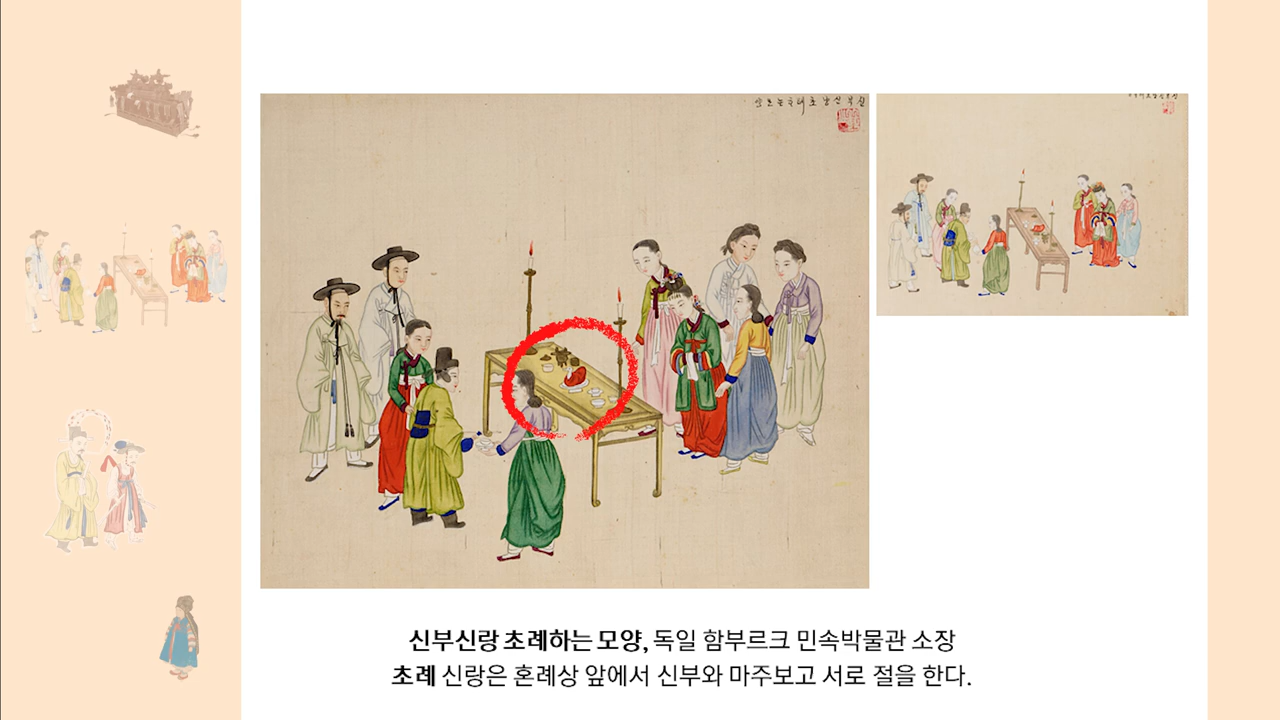 신부신랑 초례하는 모양, 독일 함부르크 민속박물관 소장
초례 신랑은 혼례상 앞에서 신부와 마주보고 서로 절을 한다.